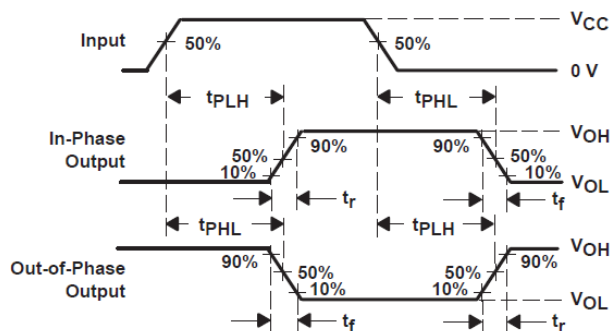 VCC
Input
50%
50%
0 V
tPLH
tPHL
In-Phase
Output
VOH
90%
90%
50%
50%
10%
10%
VOL
tr
tf
tPHL
tPLH
VOH
90%
90%
Out-of-Phase
Output
50%
50%
10%
10%
VOL
tf
tr